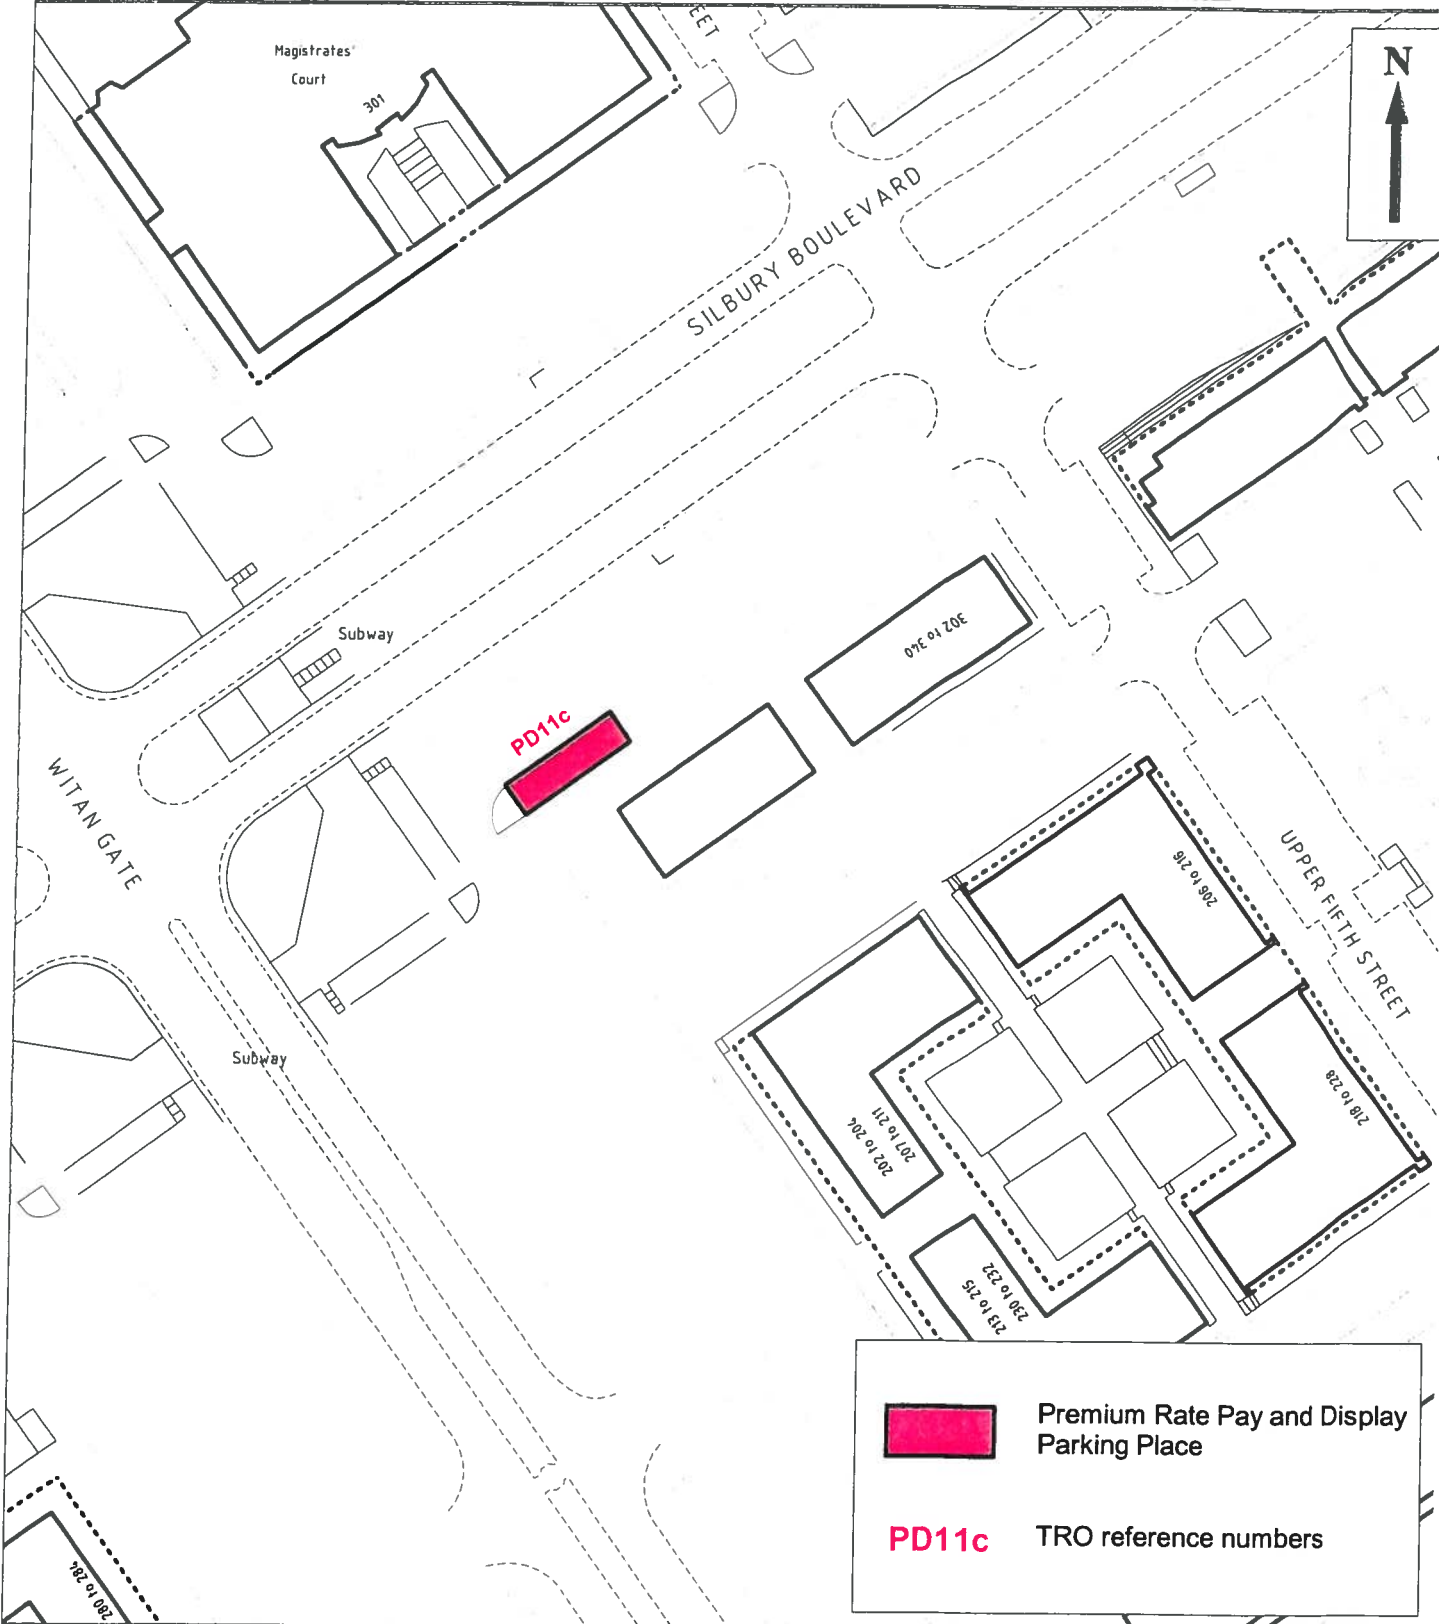 EET
Magistrates'
Court
301
N
SILBURY BOULEVARD
Subway
302 to 340
PD11c
WITAN GATE
206 to 216
UPPER FIFTH STREET
Subway
202 to 204
207 to 211
218 to 228
213 to 215
230 to 232
280 to 284
Premium Rate Pay and Display
Parking Place
PD11c TRO reference numbers